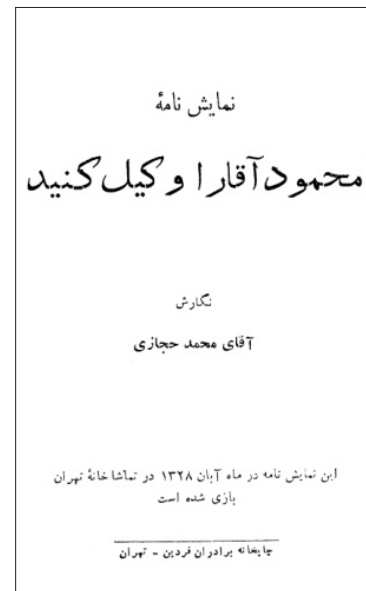 نمایش نامهٔ
محمود آقا را وکیل کنید
نگارش
آقای محمد حجازی
این نمایش نامه در ماه آبان ۱۳۲۸ در تماشاخانهٔ تهران
بازی شده است
چاپخانه برادران فردین - تهران